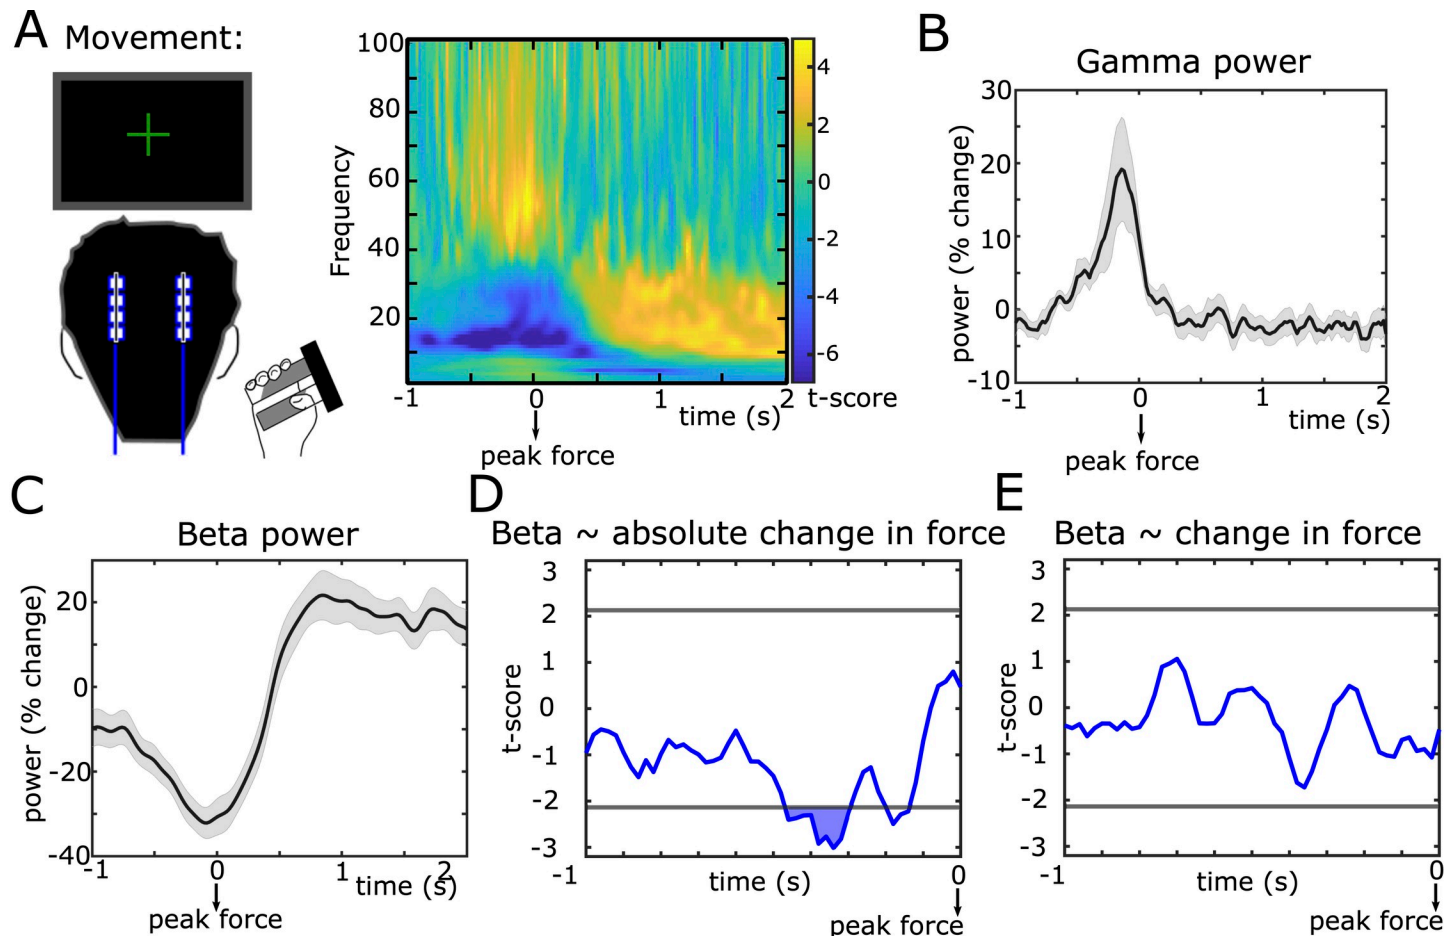 A
Movement:
Frequency
100
80
60
40
20
-1
0
1
2
time (s)
peak force
4
2
0
-2
-4
-6
t-score
B
Gamma power
power (% change)
30
20
10
0
-10
-1
0
1
2
time (s)
peak force
C
Beta power
power (% change)
20
0
-20
-40
-1
0
1
2
time (s)
peak force
D
Beta ~ absolute change in force
t-score
3
2
1
0
-1
-2
-3
-1
time (s)
0
peak force
E
Beta ~ change in force
t-score
3
2
1
0
-1
-2
-3
-1
time (s)
0
peak force